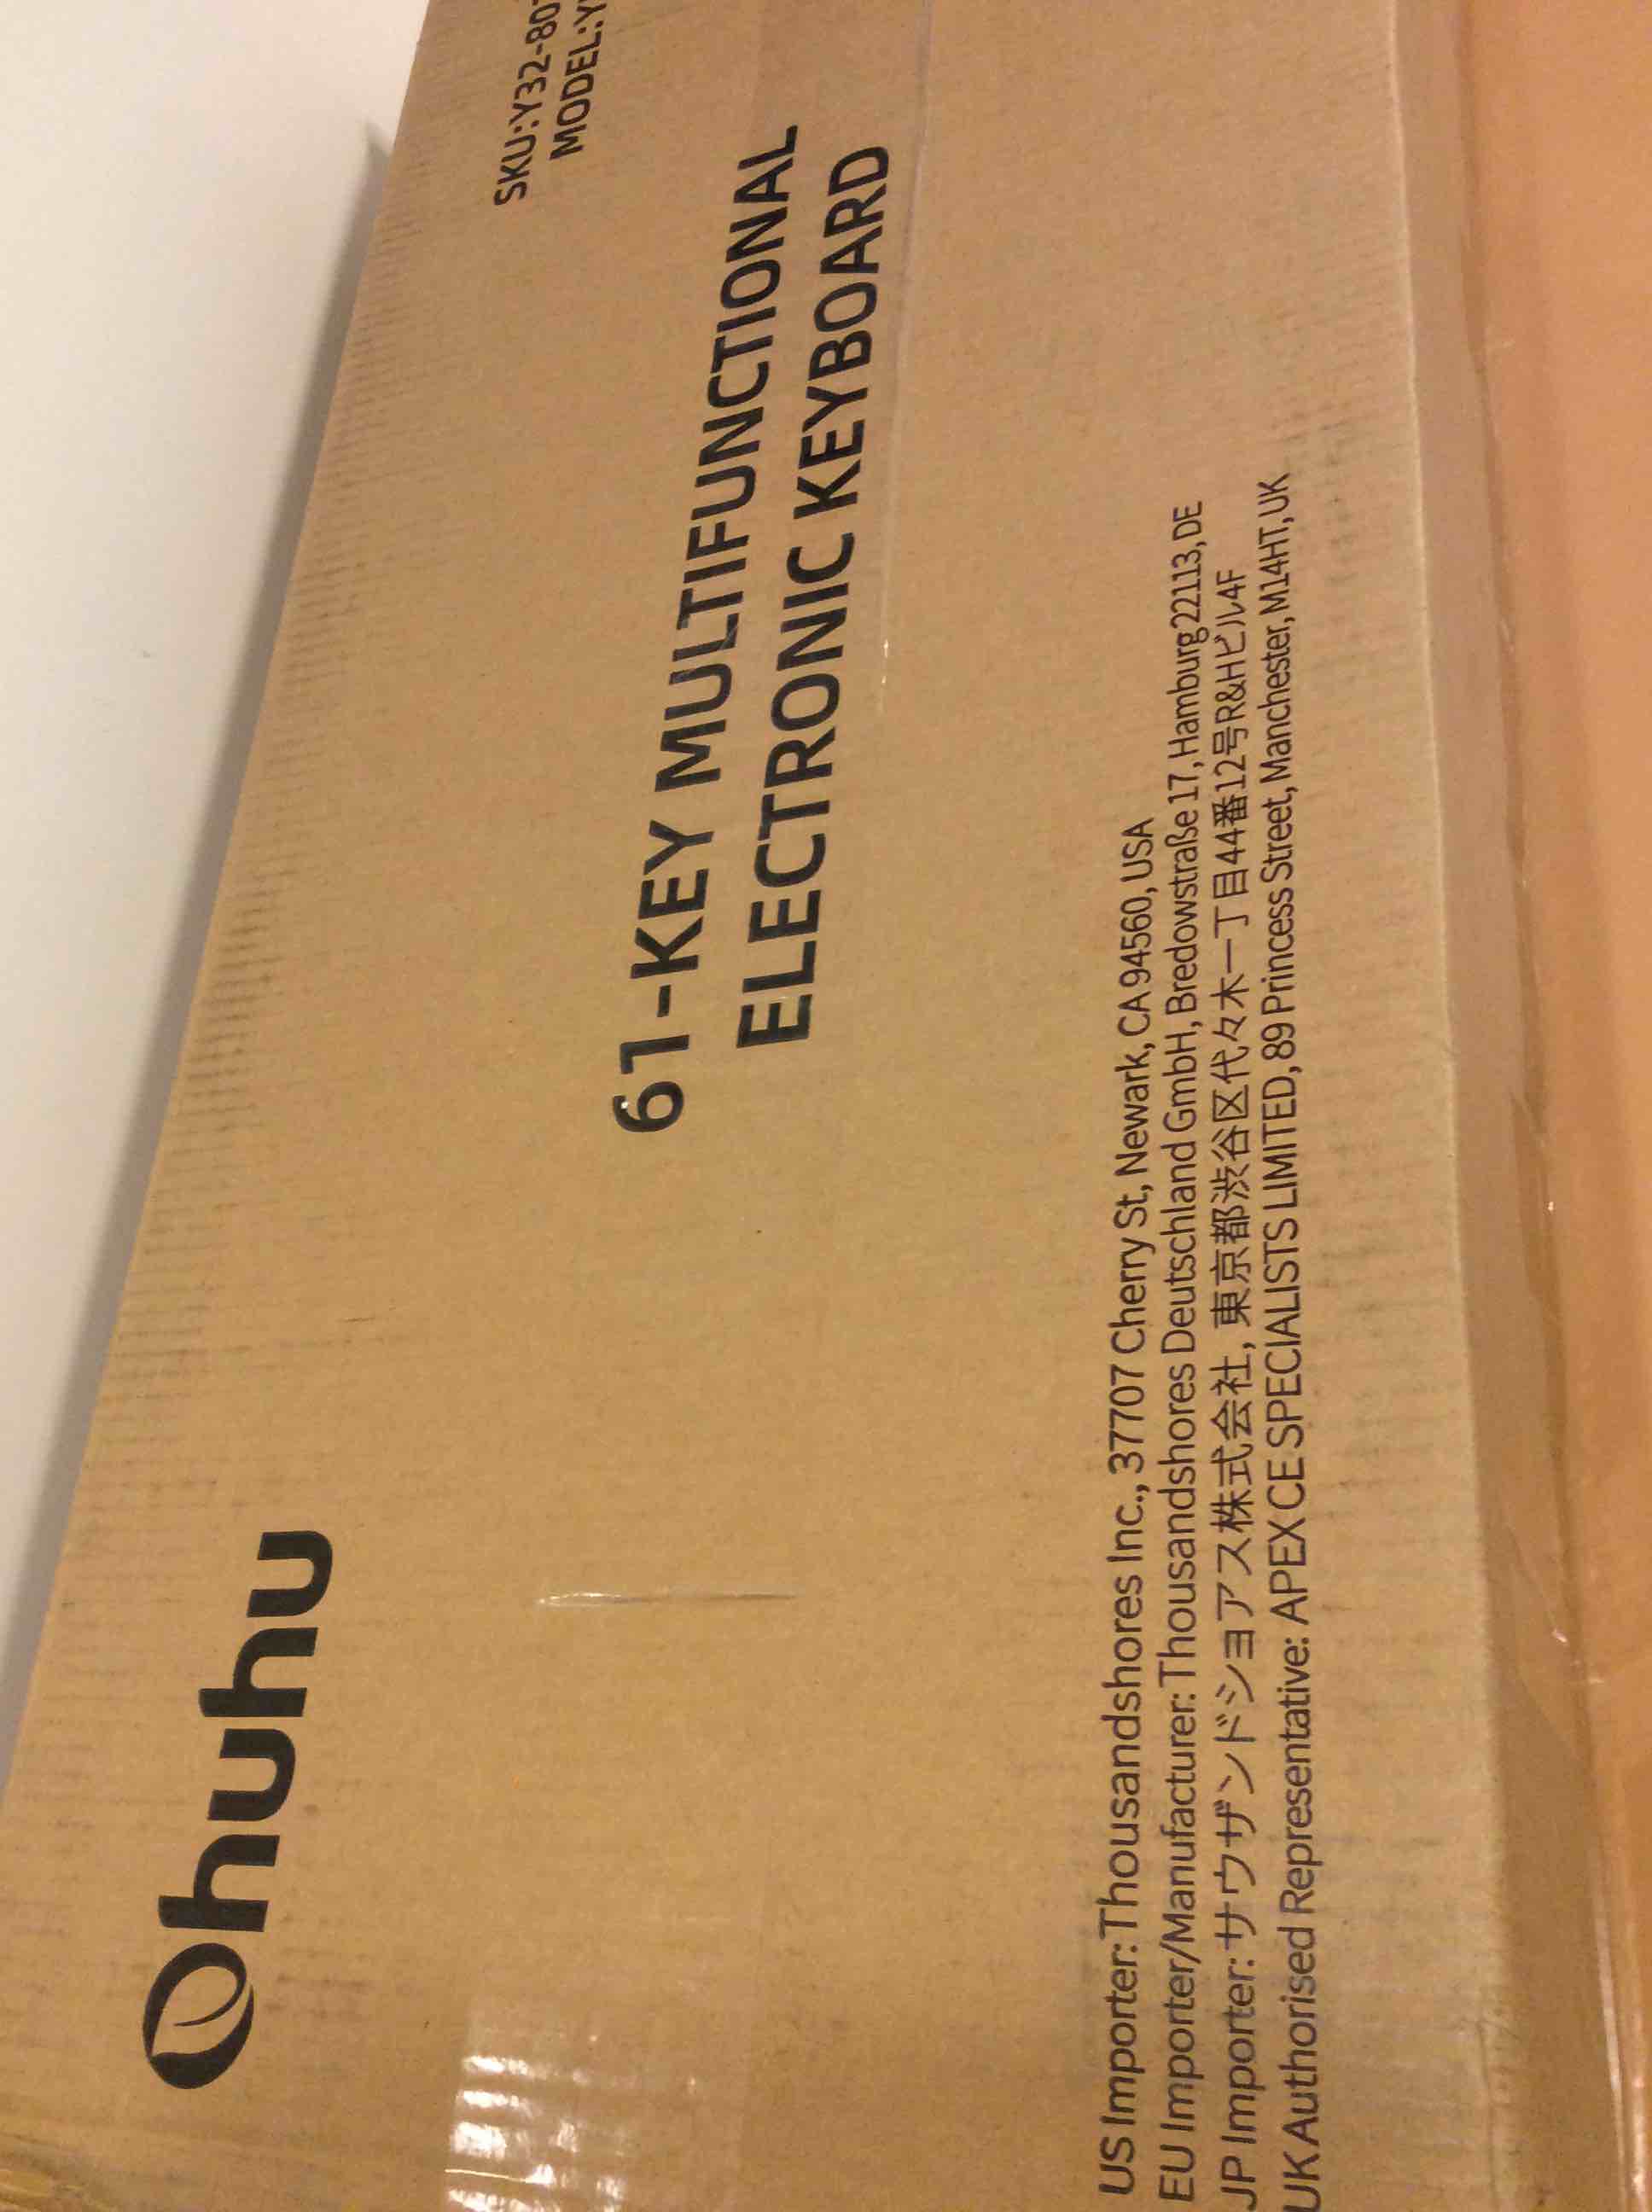 Ohuhu
SKU:Y32-80
MODEL:Y
61-KEY MULTIFUNCTIONAL
ELECTRONIC KEYBOARD
US Importer: Thousandshores Inc., 37707 Cherry St, Newark, CA 94560, USA
EU Importer/Manufacturer: Thousandshores Deutschland GmbH, Bredowstraße 17, Hamburg 22113, DE
JP Importer: サウザンドショアス株式会社, 東京都渋谷区代々木一丁目44番12号R&Hビル4F
UK Authorised Representative: APEX CE SPECIALISTS LIMITED, 89 Princess Street, Manchester, M14HT, UK